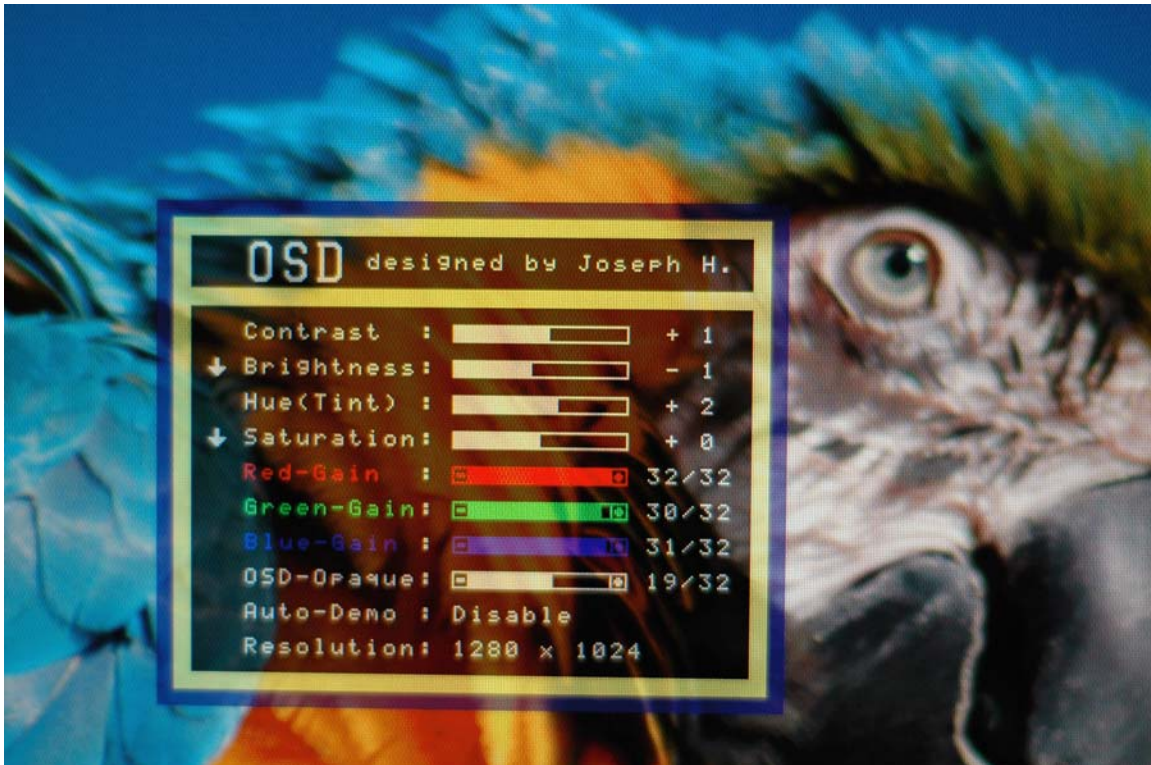 OSD designed by Joseph H.
Contrast : + 1
Brightness: - 1
Hue(Tint) : + 2
Saturation: + 0
Red-Gain : 32/32
Green-Gain: 30/32
Blue-Gain : 31/32
OSD-Opaque: 19/32
Auto-Demo : Disable
Resolution: 1280 x 1024